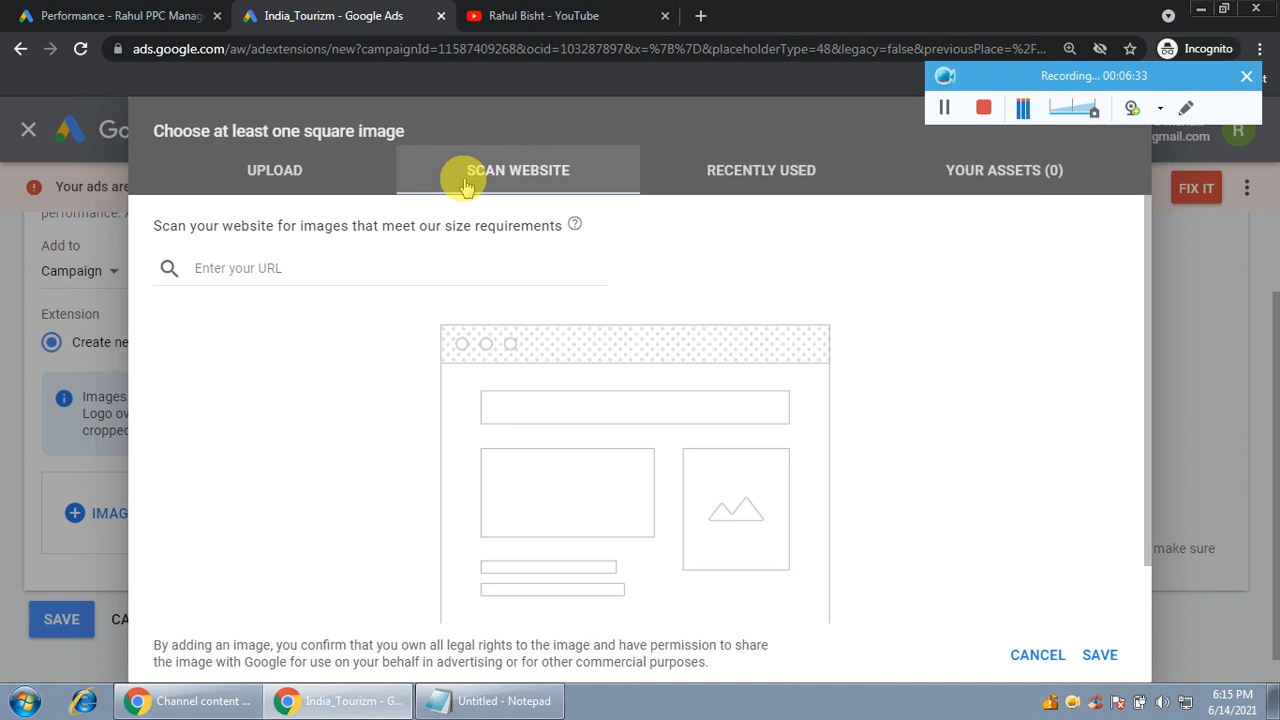 Performance - Rahul PPC Manag
India_Tourizm - Google Ads
Rahul Bisht - YouTube
ads.google.com/aw/adextensions/new?campaignId=11587409268&ocid=103287897&x=%7B%7D&placeholderType=48&legacy=false&previousPlace=%2F...
Incognito
Recording... 00:06:33
Choose at least one square image
Go
gmail.com
R
UPLOAD
SCAN WEBSITE
RECENTLY USED
YOUR ASSETS (0)
Your ads are
FIX IT
performance. A
Scan your website for images that meet our size requirements
Add to
Campaign
Enter your URL
Extension
Create ne
Images
Logo ov
cropped
IMAG
make sure
SAVE
CA
By adding an image, you confirm that you own all legal rights to the image and have permission to share
the image with Google for use on your behalf in advertising or for other commercial purposes.
CANCEL
SAVE
Channel content ...
India_Tourizm - G...
Untitled - Notepad
6:15 PM
6/14/2021